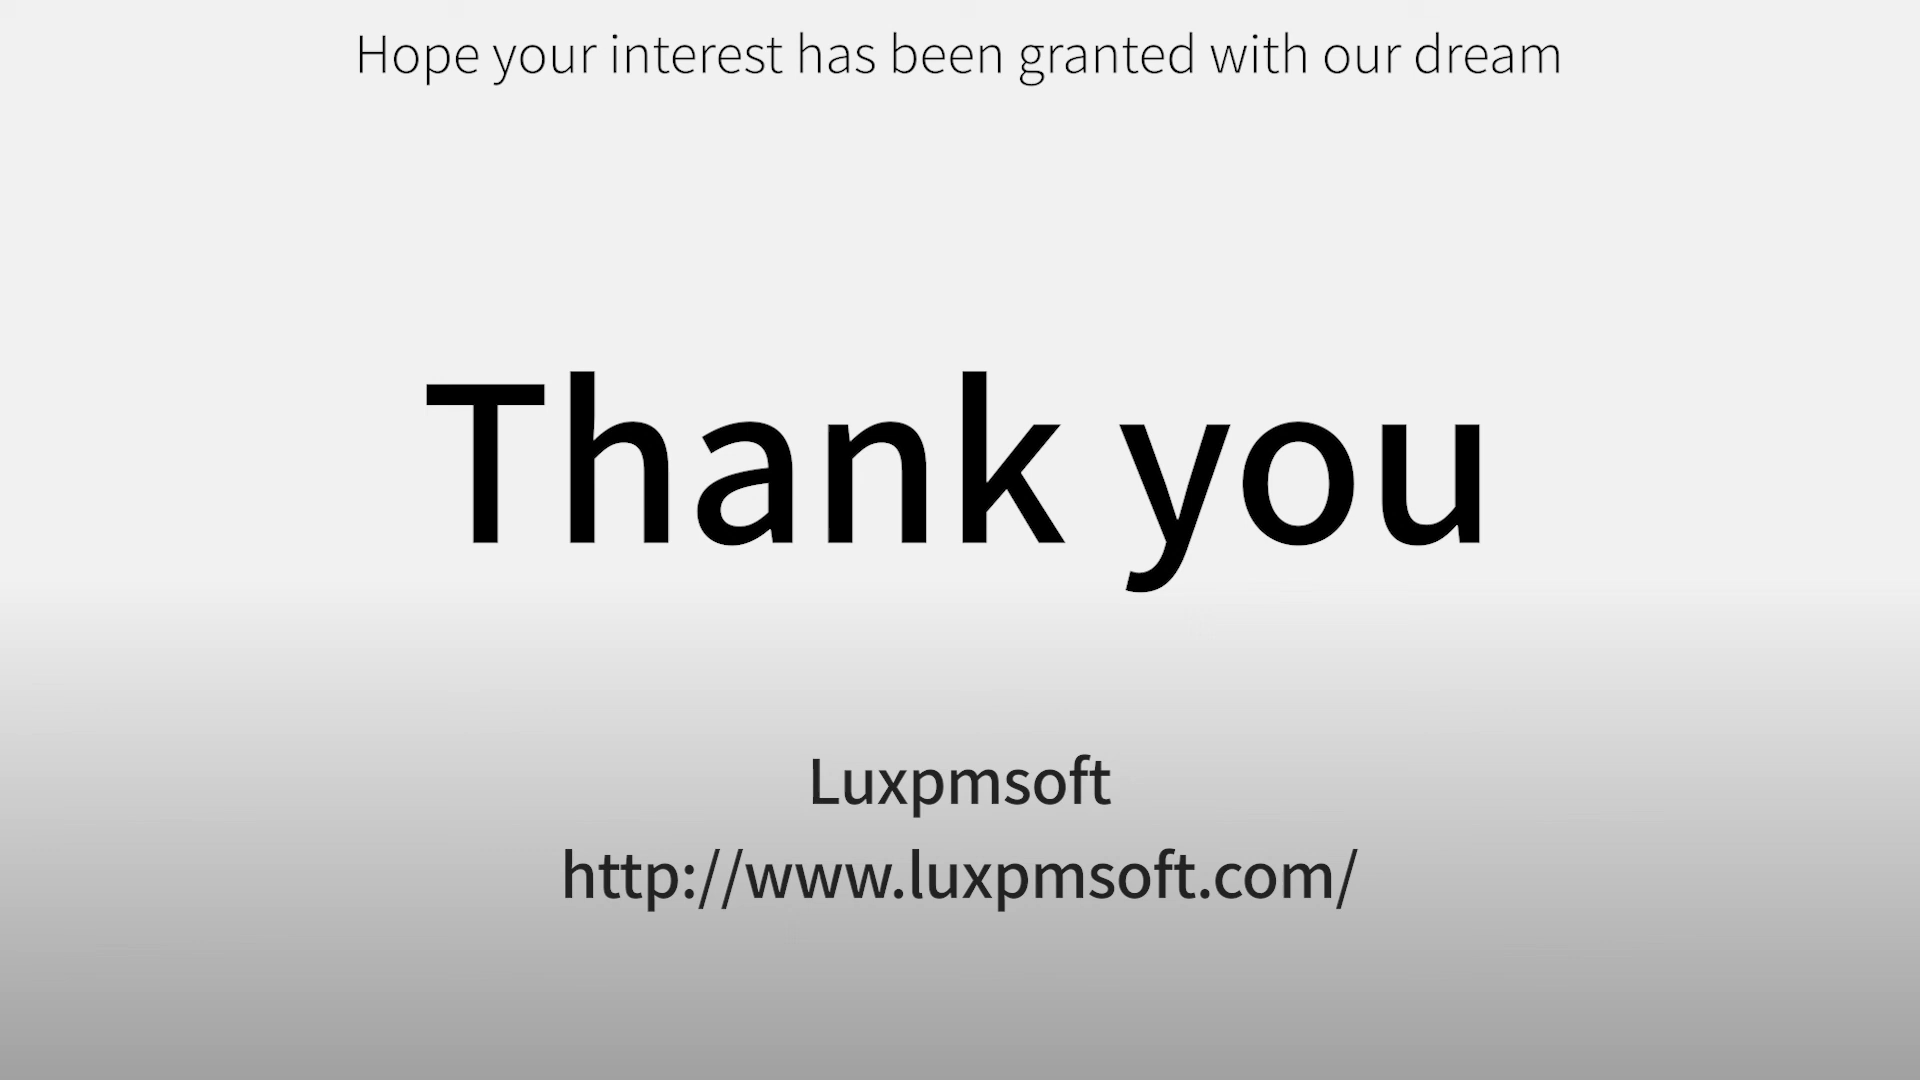 Hope your interest has been granted with our dream
Thank you
Luxpmsoft
http://www.luxpmsoft.com/